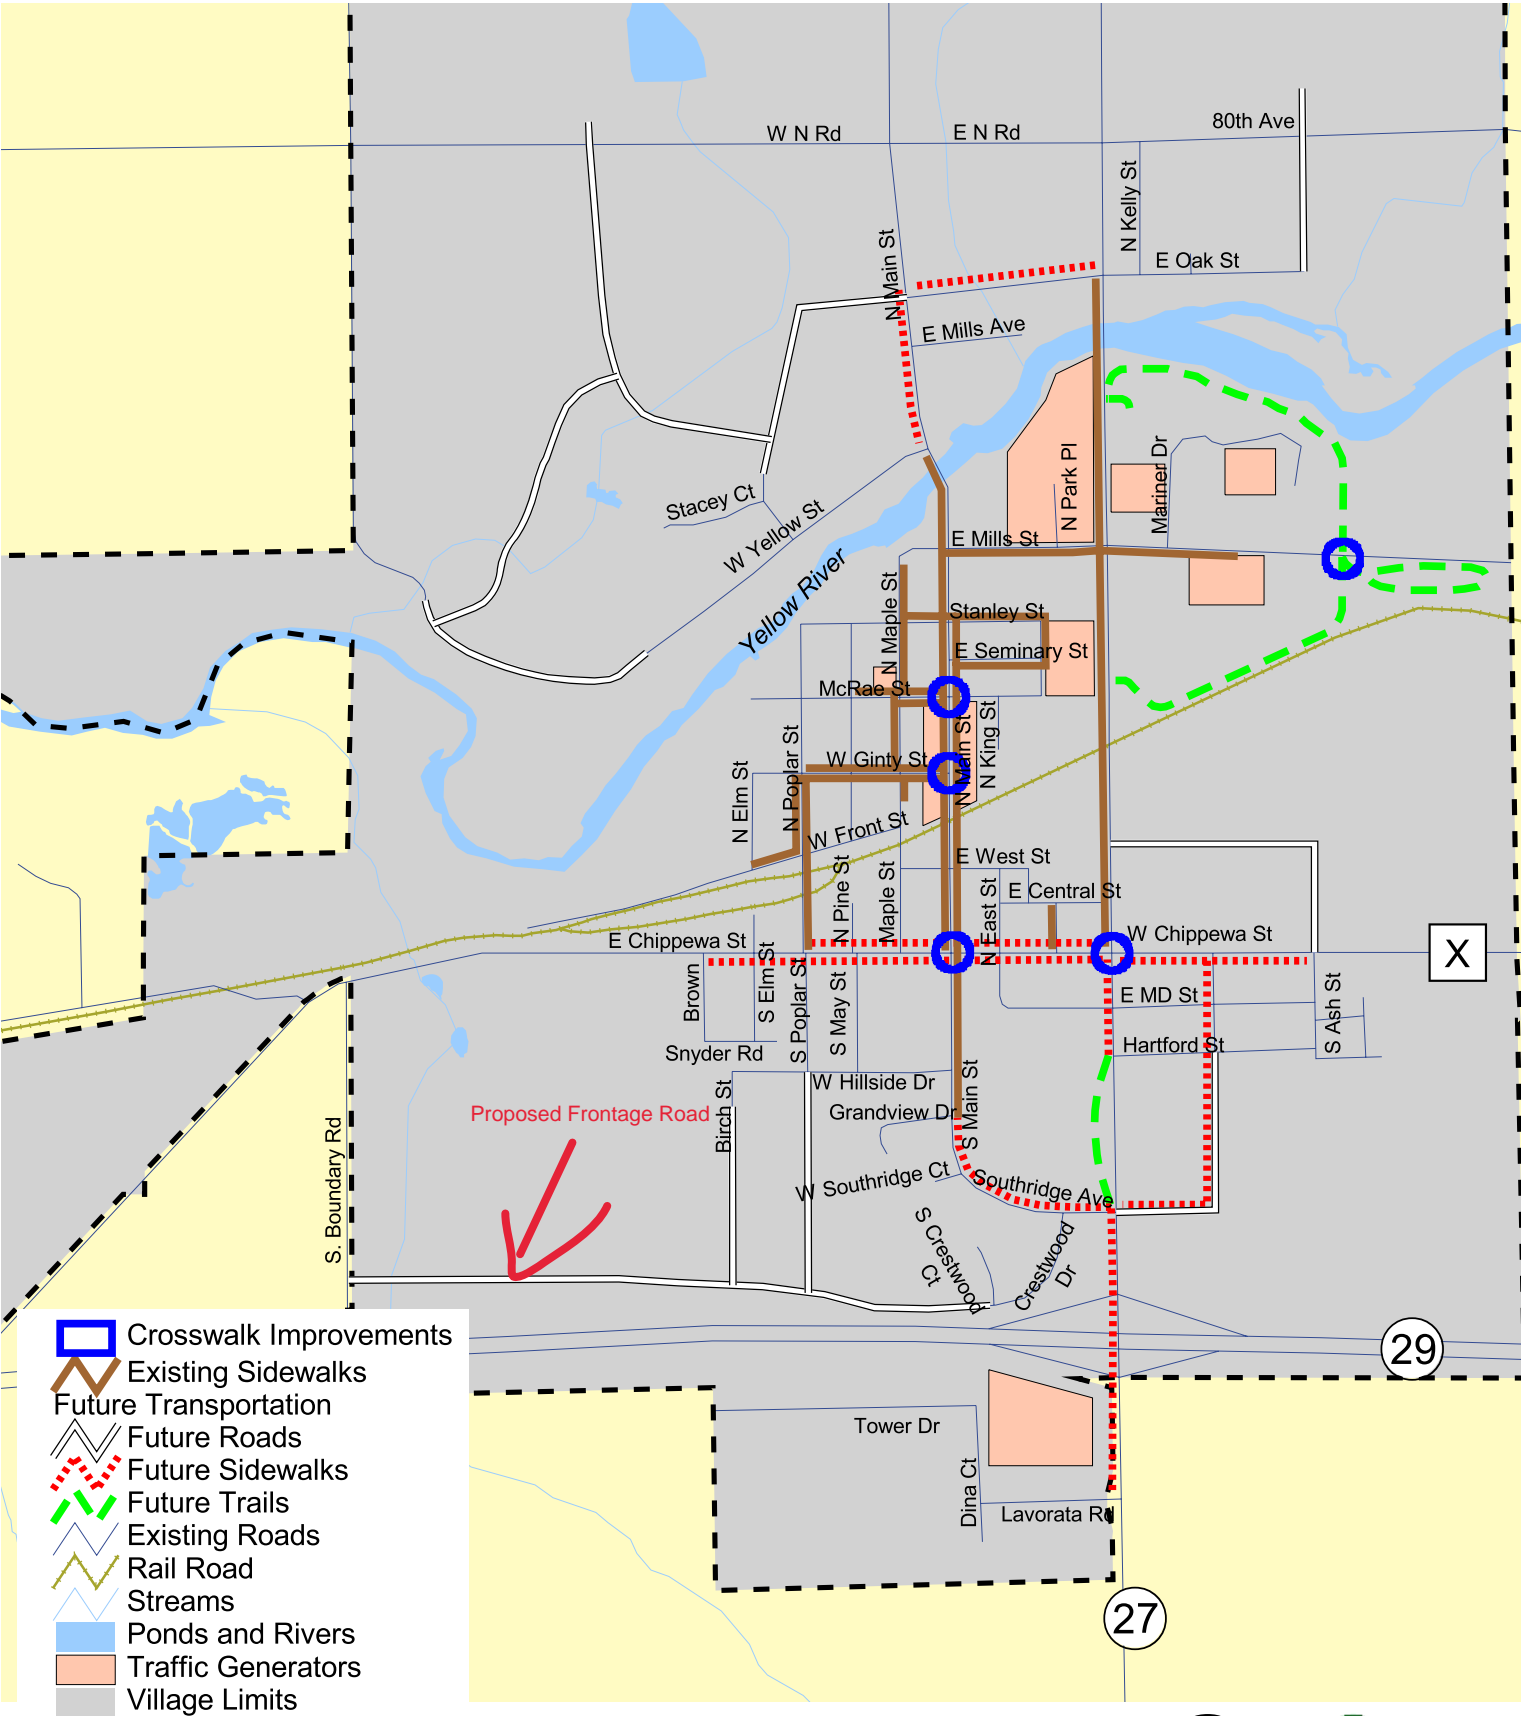 W N Rd
E N Rd
80th Ave
N Kelly St
N Main St
E Oak St
E Mills Ave
N Park Pl
Mariner Dr
Stacey Ct
W Yellow St
Yellow River
E Mills St
N Maple St
Stanley St
E Seminary St
McRae St
N Main St
N King St
N Poplar St
W Ginty St
N Elm St
W Front St
E West St
N Pine St
Maple St
N East St
E Central St
E Chippewa St
W Chippewa St
X
Brown
S Elm St
S Poplar St
S May St
E MD St
S Ash St
Snyder Rd
Hartford St
W Hillside Dr
Birch St
Grandview Dr
S Main St
Proposed Frontage Road
S. Boundary Rd
W Southridge Ct
Southridge Ave
S Crestwood
Ct
Crestwood
Dr
29
Tower Dr
Dina Ct
Lavorata Rd
27
Crosswalk Improvements
Existing Sidewalks
Future Transportation
Future Roads
Future Sidewalks
Future Trails
Existing Roads
Rail Road
Streams
Ponds and Rivers
Traffic Generators
Village Limits